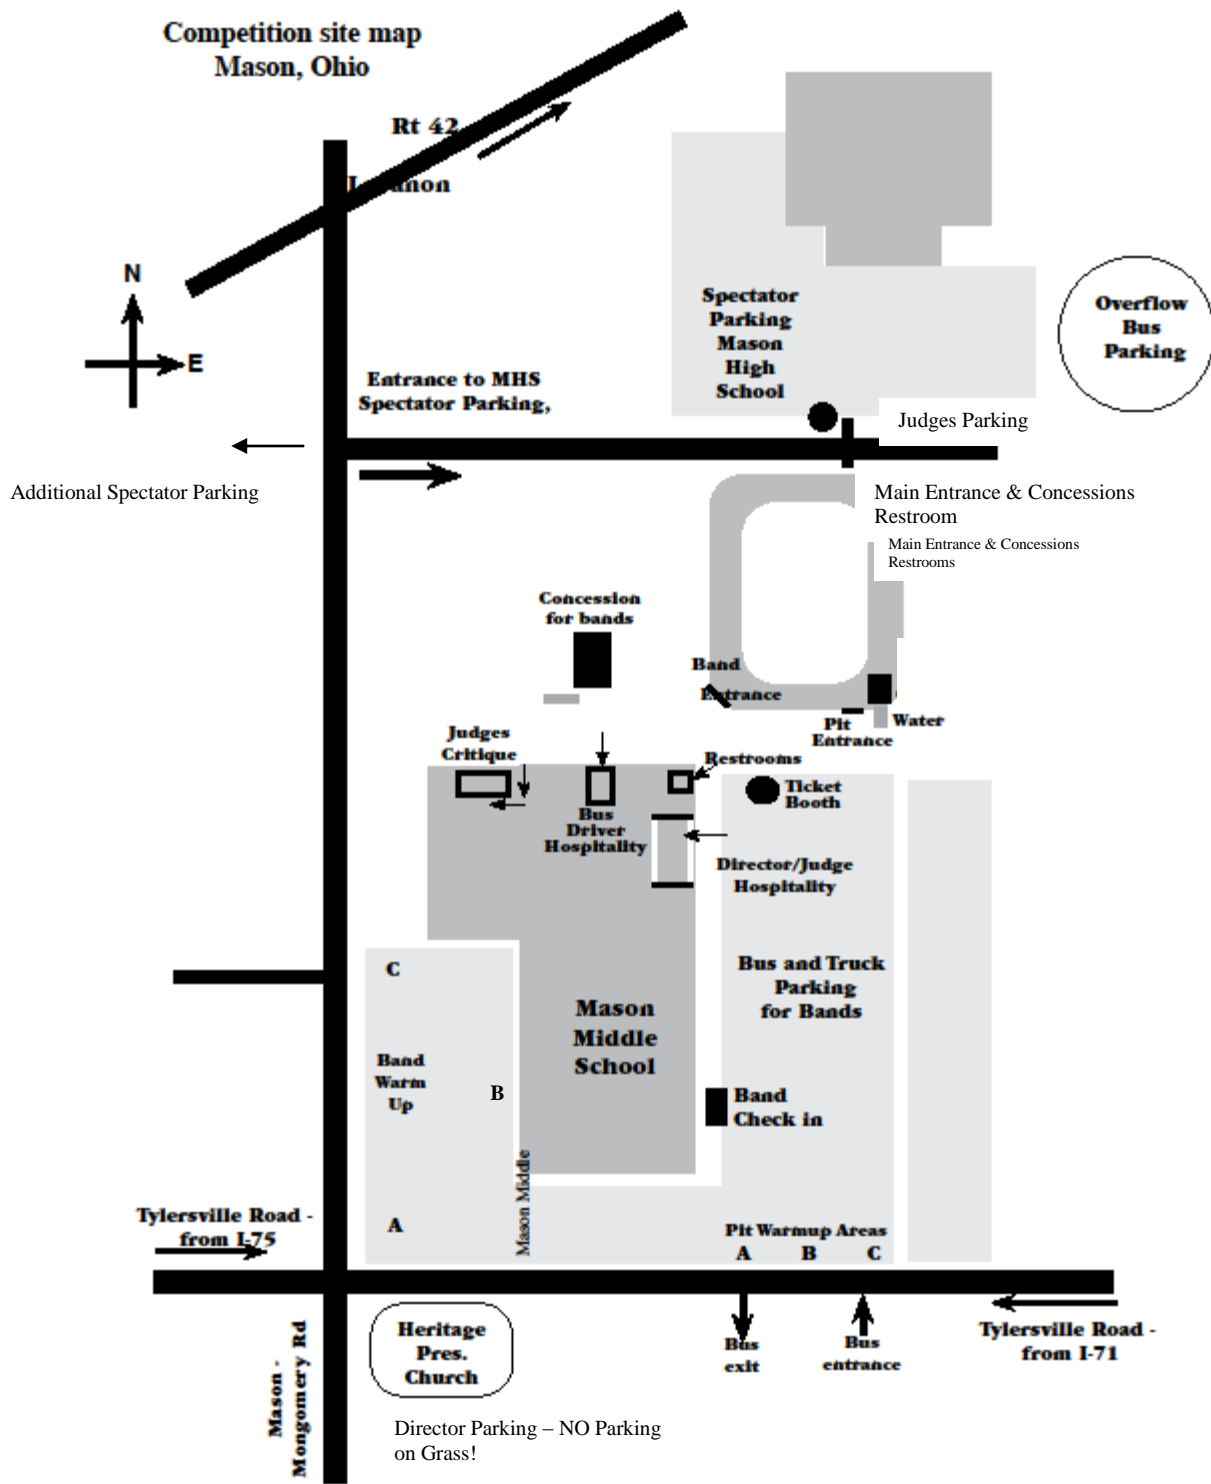 Competition site map
Mason, Ohio
Rt 42
Lebanon
N
E
Spectator
Parking
Mason
High
School
Overflow
Bus
Parking
Entrance to MHS
Spectator Parking,
Judges Parking
Additional Spectator Parking
Main Entrance & Concessions
Restroom
Main Entrance & Concessions
Restrooms
Concession
for bands
Band
Entrance
Pit
Entrance
Water
Judges
Critique
Restrooms
Ticket
Booth
Bus
Driver
Hospitality
Director/Judge
Hospitality
C
Bus and Truck
Parking
for Bands
Mason
Middle
School
Band
Warm
Up
B
Band
Check in
Mason Middle
A
Tylersville Road -
from I-75
Pit Warmup Areas
A B C
Heritage
Pres.
Church
Bus
exit
Bus
entrance
Tylersville Road -
from I-71
Mason -
Mongomery Rd
Director Parking – NO Parking
on Grass!